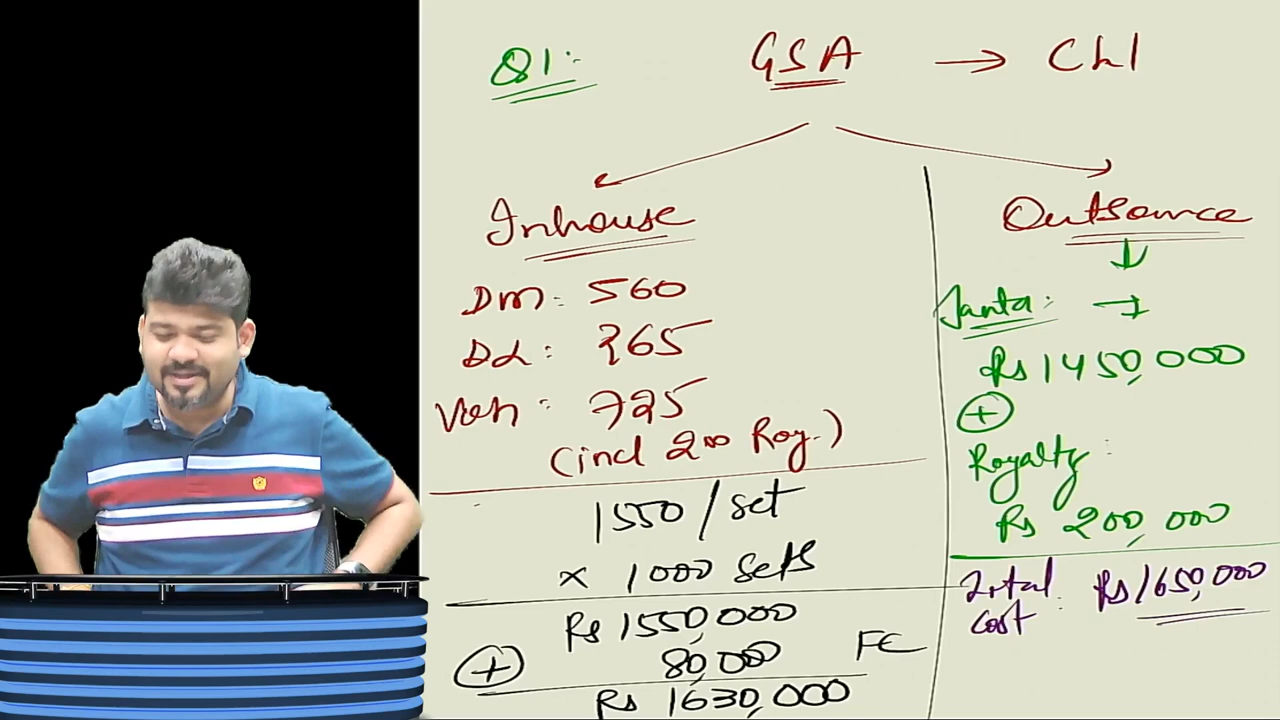 Q1:
GSA → Ch1
Inhouse
DM: 560
DL: 265
VOH: 725
(incl 200 Roy.)
1550/set
x 1000 sets
Rs 1550,000
+ 80,000 FC
Rs 1630,000
Outsource
↓
Janta: →
Rs 1450,000
+
Royalty:
Rs 200,000
Total Cost: Rs 1650,000